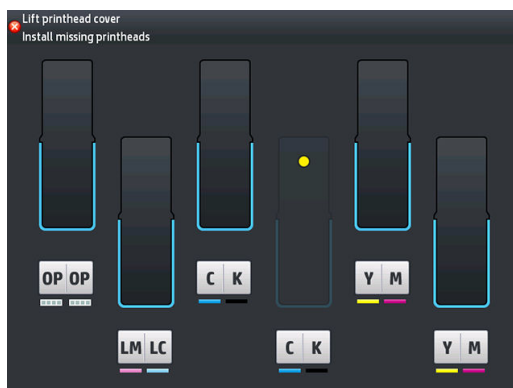 Lift printhead cover
Install missing printheads
OP OP
C K
Y M
LM LC
C K
Y M